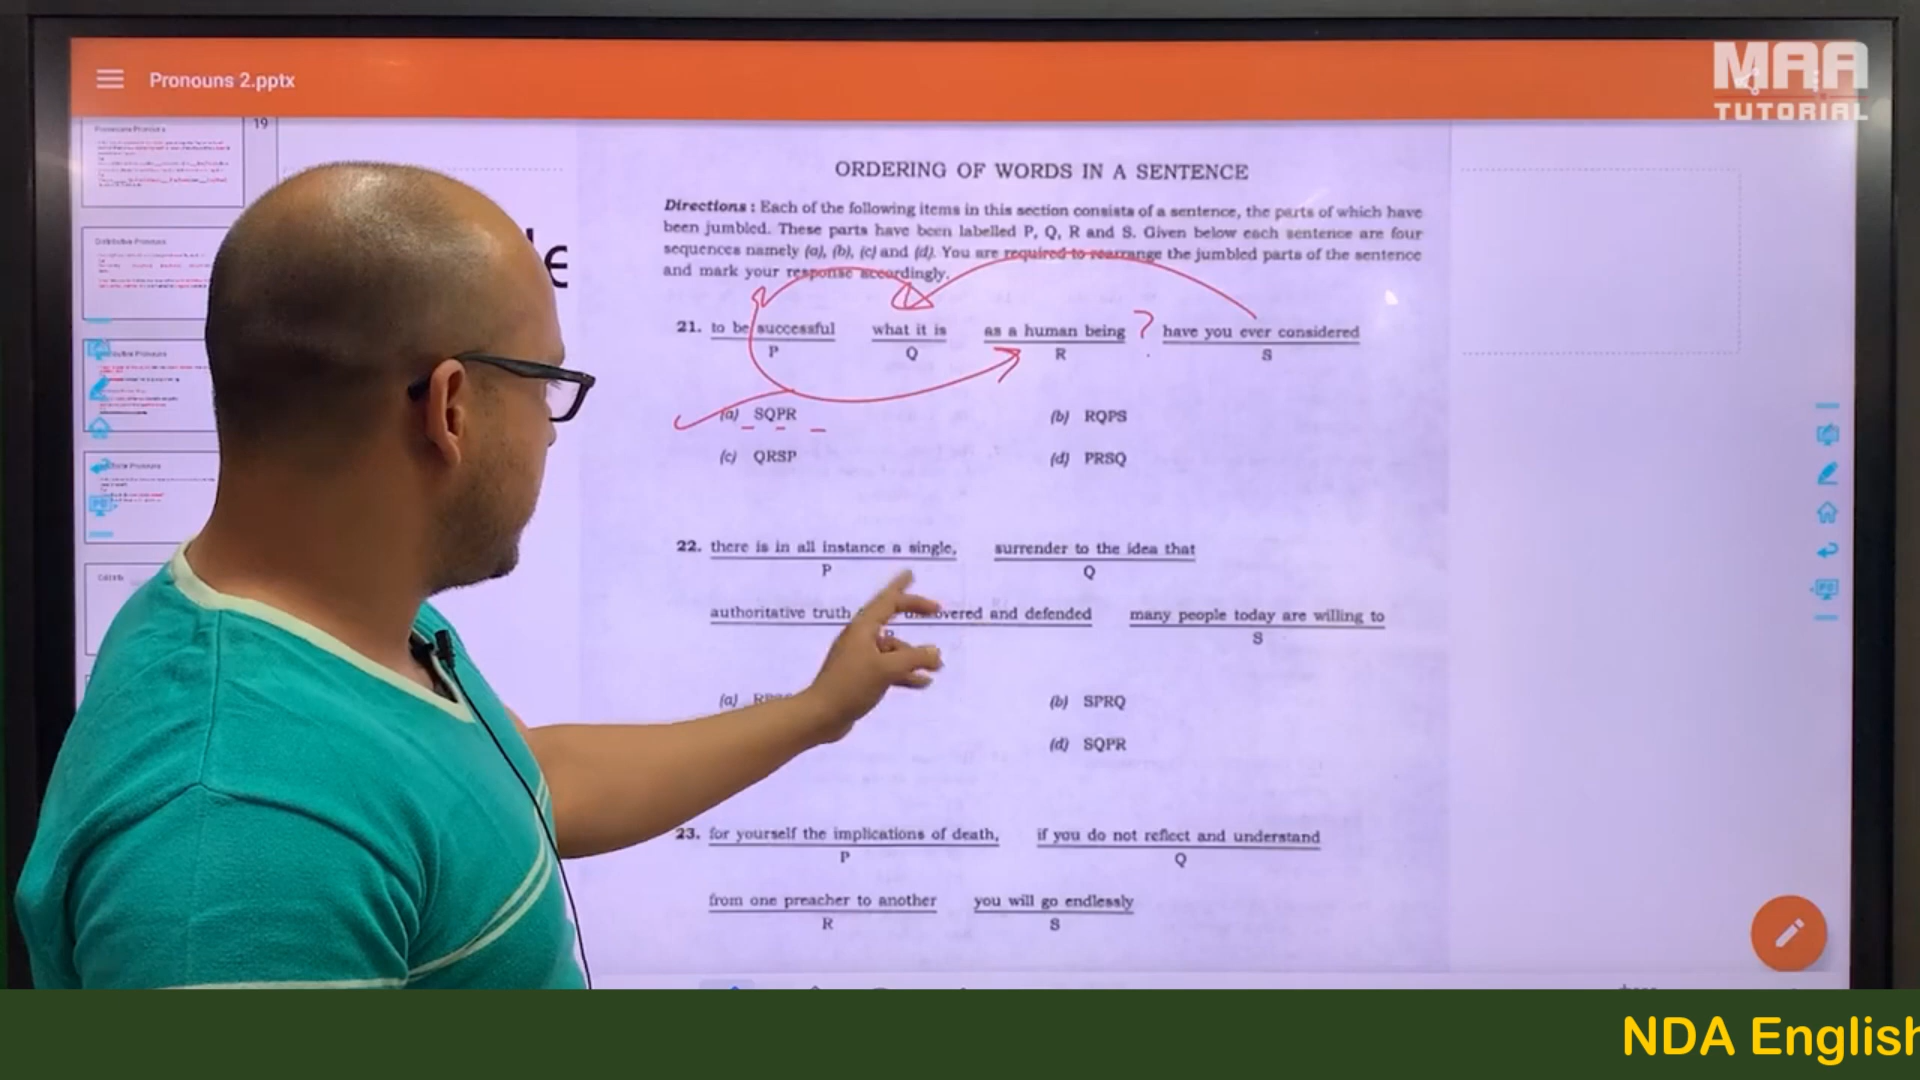 Pronouns 2.pptx
MAA
TUTORIAL
19
ORDERING OF WORDS IN A SENTENCE
Directions : Each of the following items in this section consists of a sentence, the parts of which have
been jumbled. These parts have been labelled P, Q, R and S. Given below each sentence are four
sequences namely (a), (b), (c) and (d). You are required to rearrange the jumbled parts of the sentence
and mark your response accordingly.
21. to be successful what it is as a human being ? have you ever considered
P Q R S
(a) SQPR (b) RQPS
(c) QRSP (d) PRSQ
22. there is in all instance a single, surrender to the idea that
P Q
authoritative truth and defended many people today are willing to
S
(a) (b) SPRQ
(d) SQPR
23. for yourself the implications of death, if you do not reflect and understand
P Q
from one preacher to another you will go endlessly
R S
NDA English